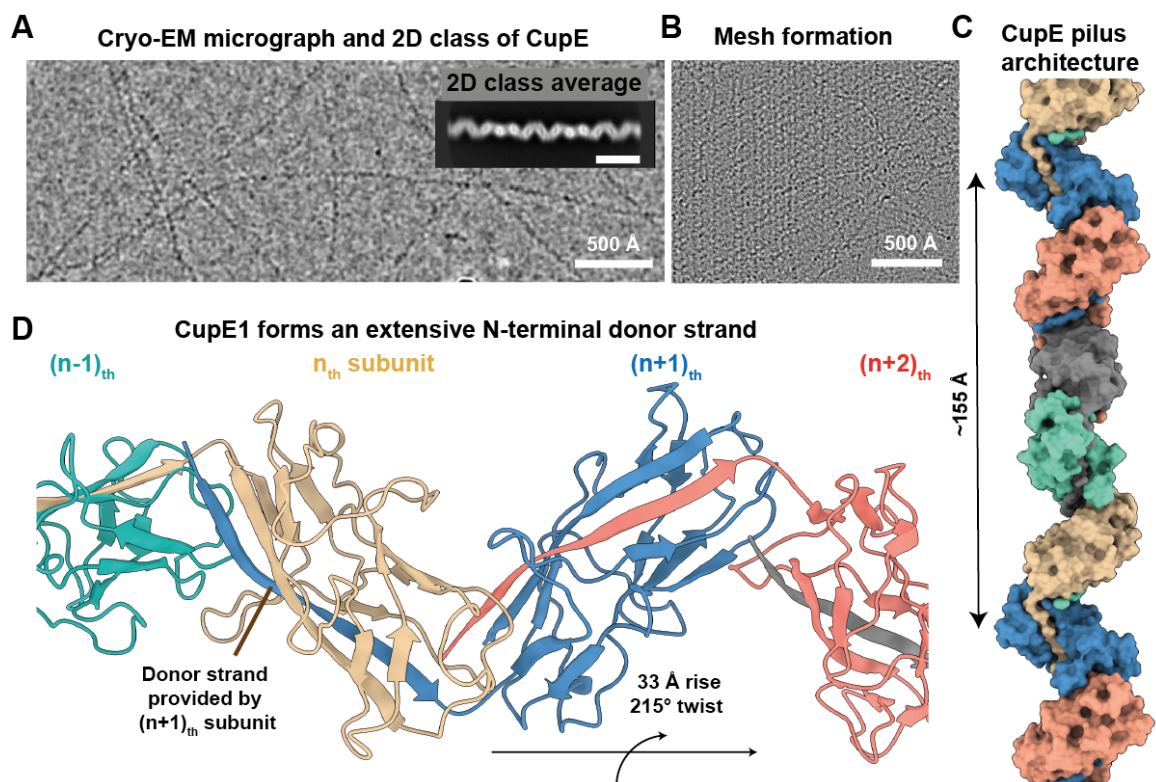 A
Cryo-EM micrograph and 2D class of CupE
2D class average
500 Å
B
Mesh formation
500 Å
C
CupE pilus
architecture
~155 Å
D
CupE1 forms an extensive N-terminal donor strand
(n-1)th
nth subunit
(n+1)th
(n+2)th
Donor strand
provided by
(n+1)th subunit
33 Å rise
215° twist